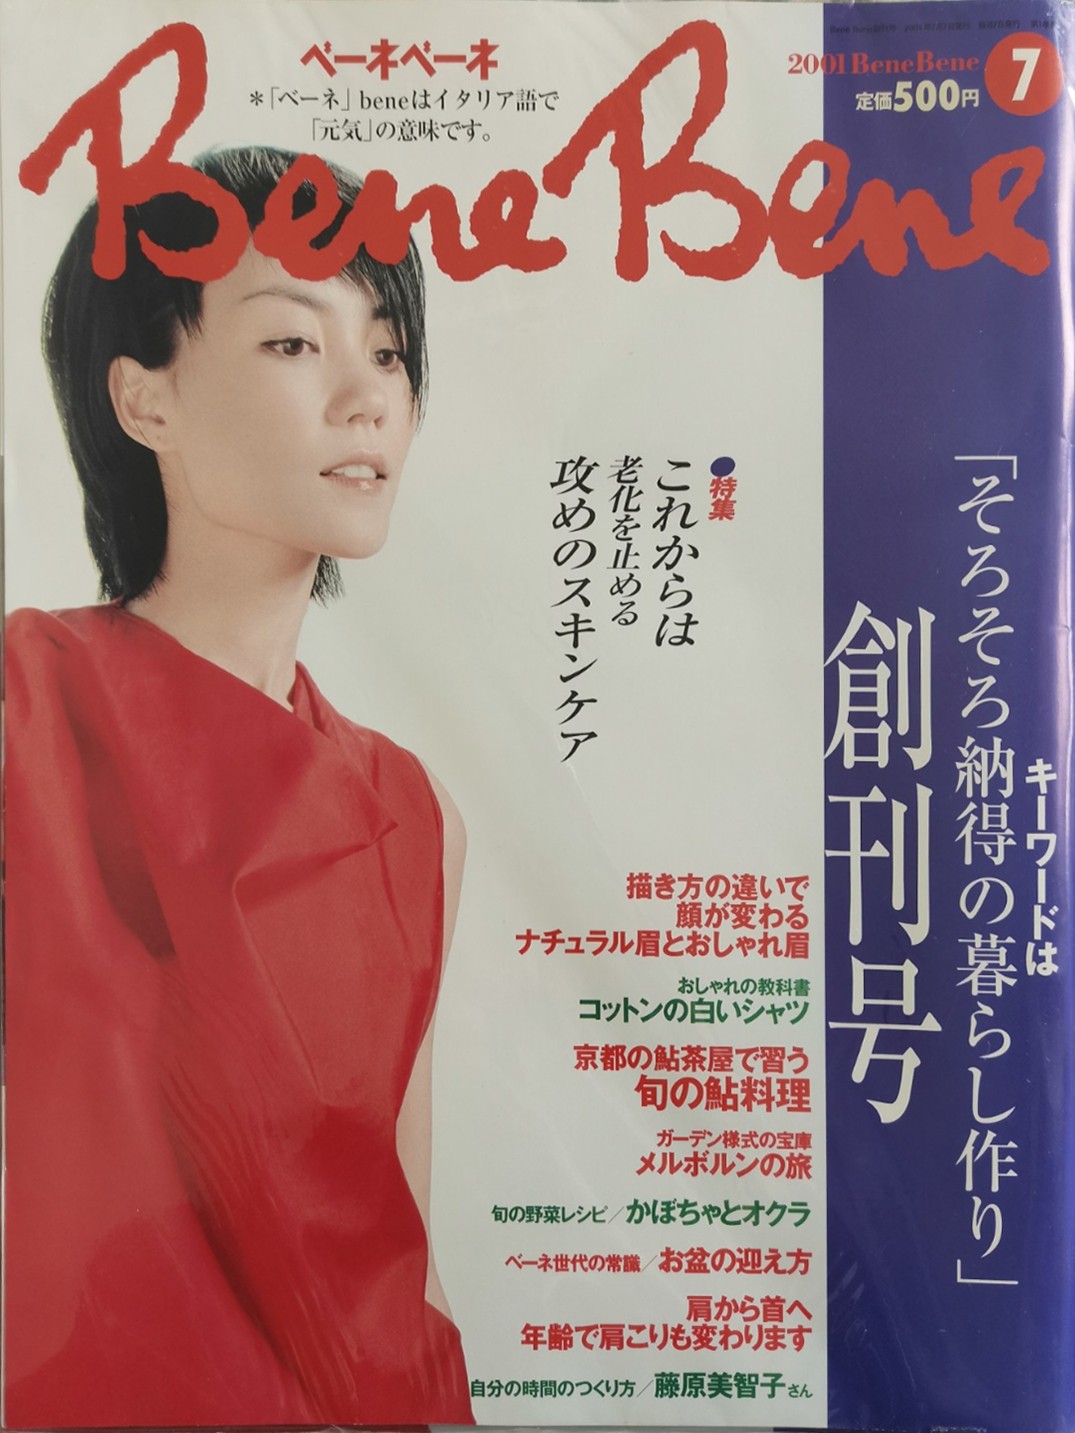 ベーネベーネ
＊「ベーネ」beneはイタリア語で
「元気」の意味です。
2001 BeneBene
定価500円
7
BeneBene
●特集
これからは
老化を止める
攻めのスキンケア
キーワードは
「そろそろ納得の暮らし作り」
創刊号
描き方の違いで
顔が変わる
ナチュラル眉とおしゃれ眉
おしゃれの教科書
コットンの白いシャツ
京都の鮎茶屋で習う
旬の鮎料理
ガーデン様式の宝庫
メルボルンの旅
旬の野菜レシピ／かぼちゃとオクラ
ベーネ世代の常識／お盆の迎え方
肩から首へ
年齢で肩こりも変わります
自分の時間のつくり方／藤原美智子さん